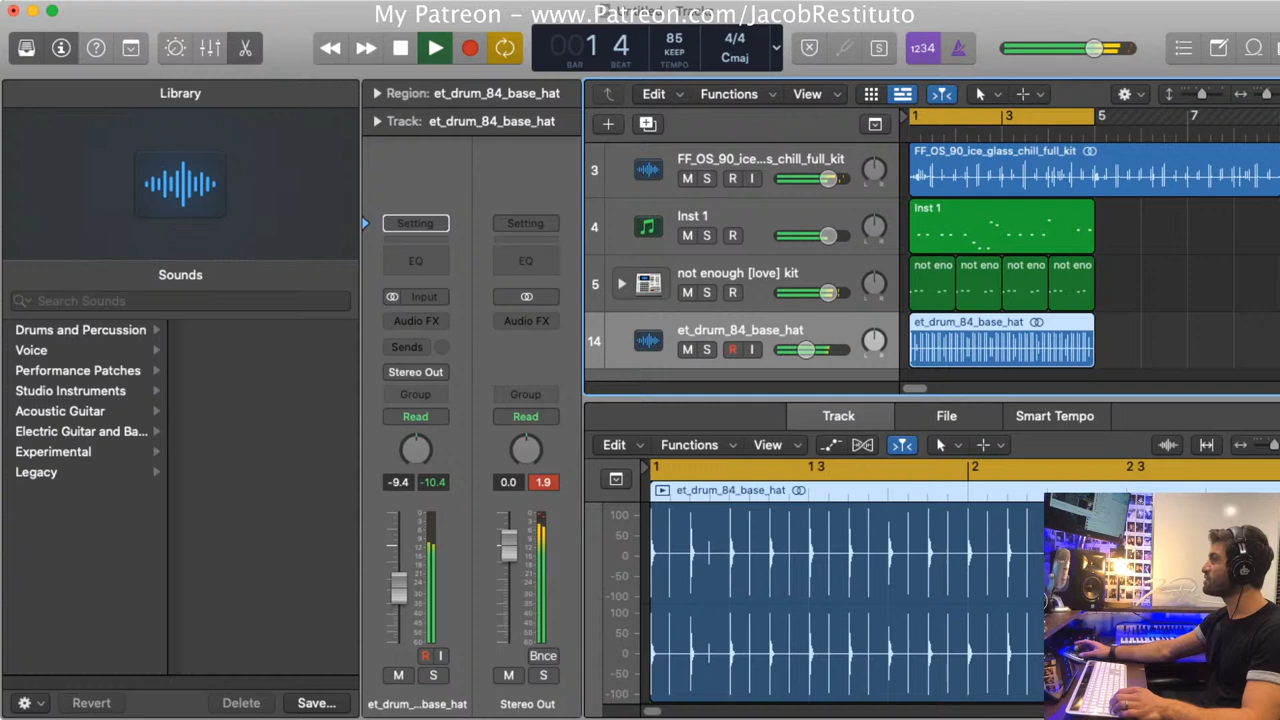 My Patreon - www.Patreon.com/JacobRestituto
001 4
BAR BEAT
85
KEEP
TEMPO
4/4
Cmaj
1234
S
Library
Region: et_drum_84_base_hat
Track: et_drum_84_base_hat
Edit Functions View
1 3 5 7
Sounds
Search Sounds
Drums and Percussion
Voice
Performance Patches
Studio Instruments
Acoustic Guitar
Electric Guitar and Ba...
Experimental
Legacy
Revert
Delete
Save...
Setting Setting
EQ EQ
Input
Audio FX Audio FX
Sends
Stereo Out
Group Group
Read Read
-9.4 -10.4 0.0 1.9
R I Bnce
M S M S
et_drum_...base_hat Stereo Out
3 FF_OS_90_ice...s_chill_full_kit
M S R I
4 Inst 1
M S R
5 not enough [love] kit
M S R
14 et_drum_84_base_hat
M S R I
FF_OS_90_ice_glass_chill_full_kit
Inst 1
not eno not eno not eno not eno
et_drum_84_base_hat
Track File Smart Tempo
Edit Functions View
1 1 3 2 2 3
et_drum_84_base_hat
100
50
0
-50
-100
100
50
0
-50
-100